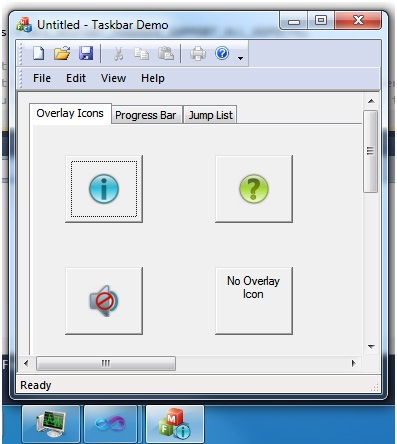 Untitled - Taskbar Demo
File Edit View Help
Overlay Icons Progress Bar Jump List
No Overlay
Icon
Ready